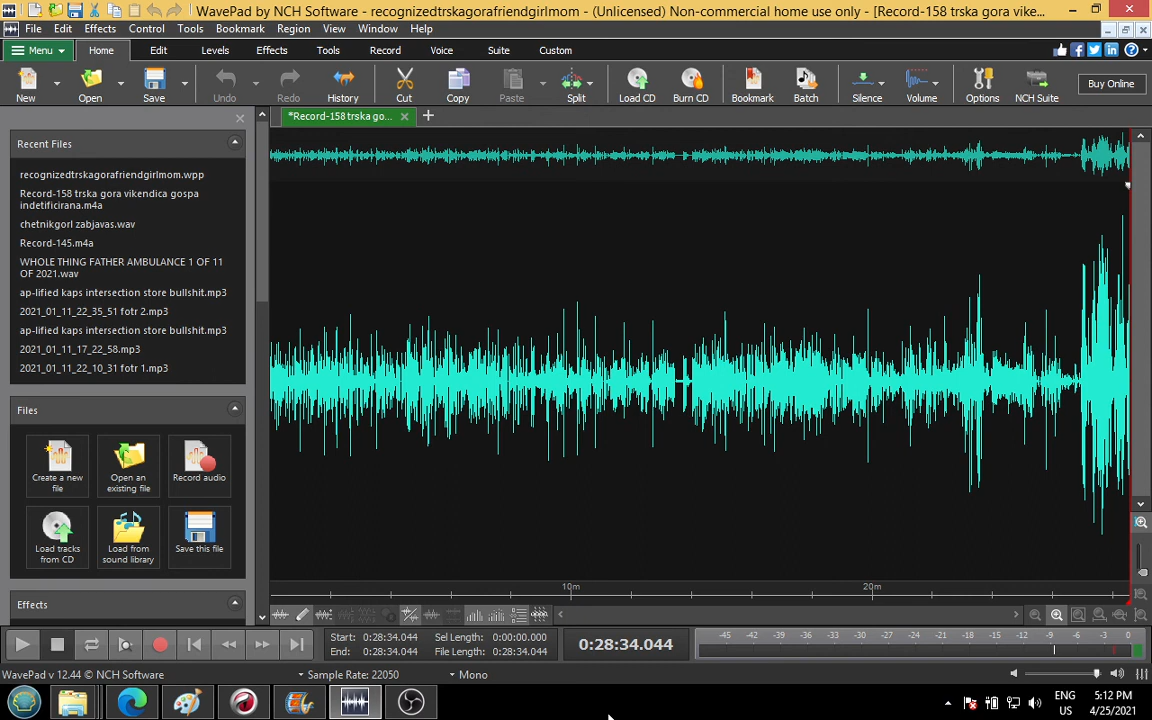 WavePad by NCH Software - recognizedtrskagorafriendgirlmom - (Unlicensed) Non-commercial home use only - [Record-158 trska gora vike...
File Edit Effects Control Tools Bookmark Region View Window Help
Menu Home Edit Levels Effects Tools Record Voice Suite Custom
New Open Save Undo Redo History Cut Copy Paste Split Load CD Burn CD Bookmark Batch Silence Volume Options NCH Suite Buy Online
*Record-158 trska go...
Recent Files
recognizedtrskagorafriendgirlmom.wpp
Record-158 trska gora vikendica gospa
indetificirana.m4a
chetnikgorl zabjavas.wav
Record-145.m4a
WHOLE THING FATHER AMBULANCE 1 OF 11
OF 2021.wav
ap-lified kaps intersection store bullshit.mp3
2021_01_11_22_35_51 fotr 2.mp3
ap-lified kaps intersection store bullshit.mp3
2021_01_11_17_22_58.mp3
2021_01_11_22_10_31 fotr 1.mp3
Files
Create a new
file
Open an
existing file
Record audio
Load tracks
from CD
Load from
sound library
Save this file
Effects
10m 20m
Start: 0:28:34.044 Sel Length: 0:00:00.000
End: 0:28:34.044 File Length: 0:28:34.044
0:28:34.044
-45 -42 -39 -36 -33 -30 -27 -24 -21 -18 -15 -12 -9 -6 -3 0
WavePad v 12.44 © NCH Software Sample Rate: 22050 Mono
ENG
US
5:12 PM
4/25/2021